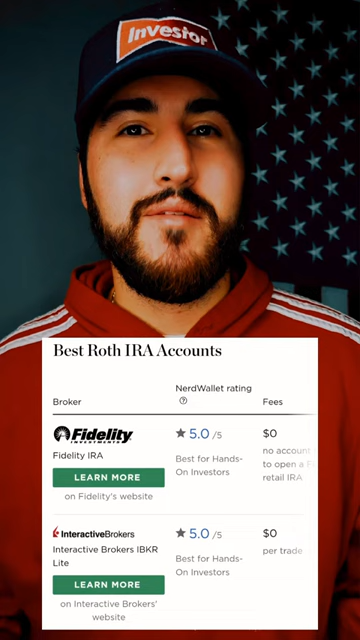 Investor
Best Roth IRA Accounts
NerdWallet rating
Broker
Fees
Fidelity
INVESTMENTS
5.0 /5
$0
Fidelity IRA
Best for Hands-
On Investors
no account
to open a F
retail IRA
LEARN MORE
on Fidelity's website
InteractiveBrokers
5.0 /5
$0
Interactive Brokers IBKR
Lite
Best for Hands-
On Investors
per trade
LEARN MORE
on Interactive Brokers'
website